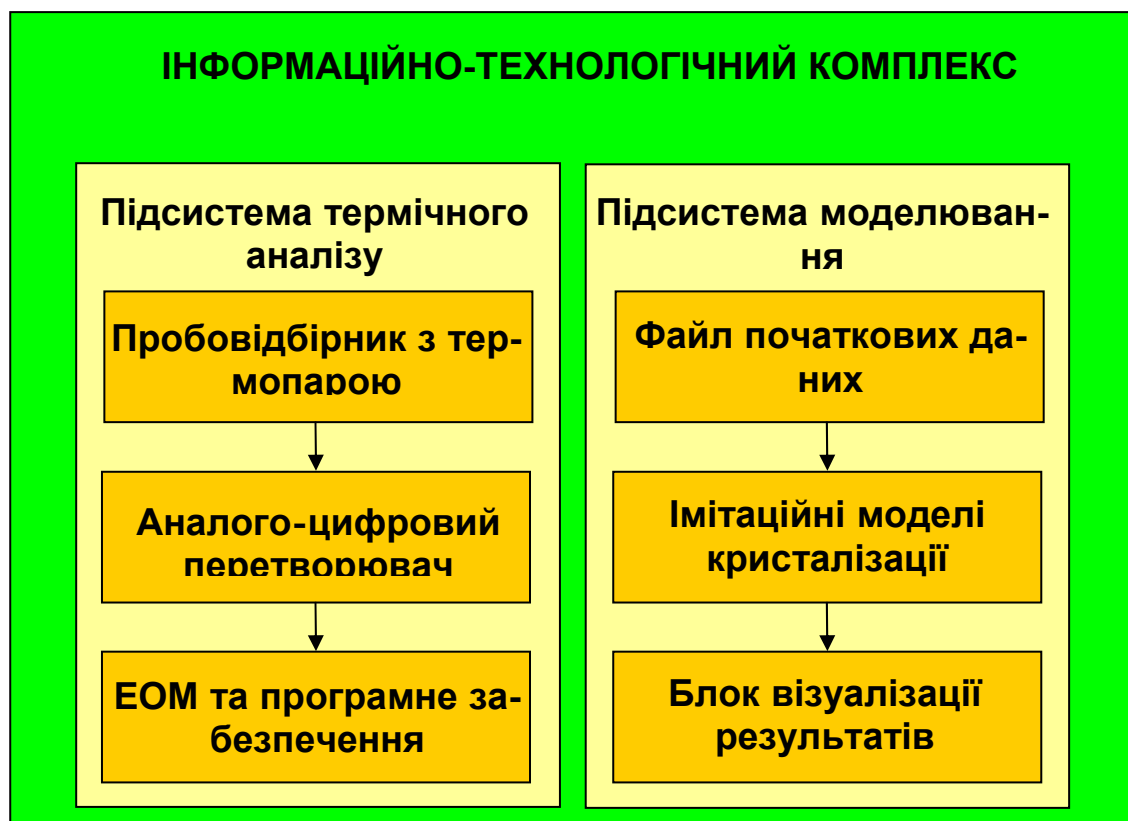 ІНФОРМАЦІЙНО-ТЕХНОЛОГІЧНИЙ КОМПЛЕКС
Підсистема термічного
аналізу
Пробовідбірник з тер-
мопарою
Аналого-цифровий
перетворювач
ЕОМ та програмне за-
безпечення
Підсистема моделюван-
ня
Файл початкових да-
них
Імітаційні моделі
кристалізації
Блок візуалізації
результатів